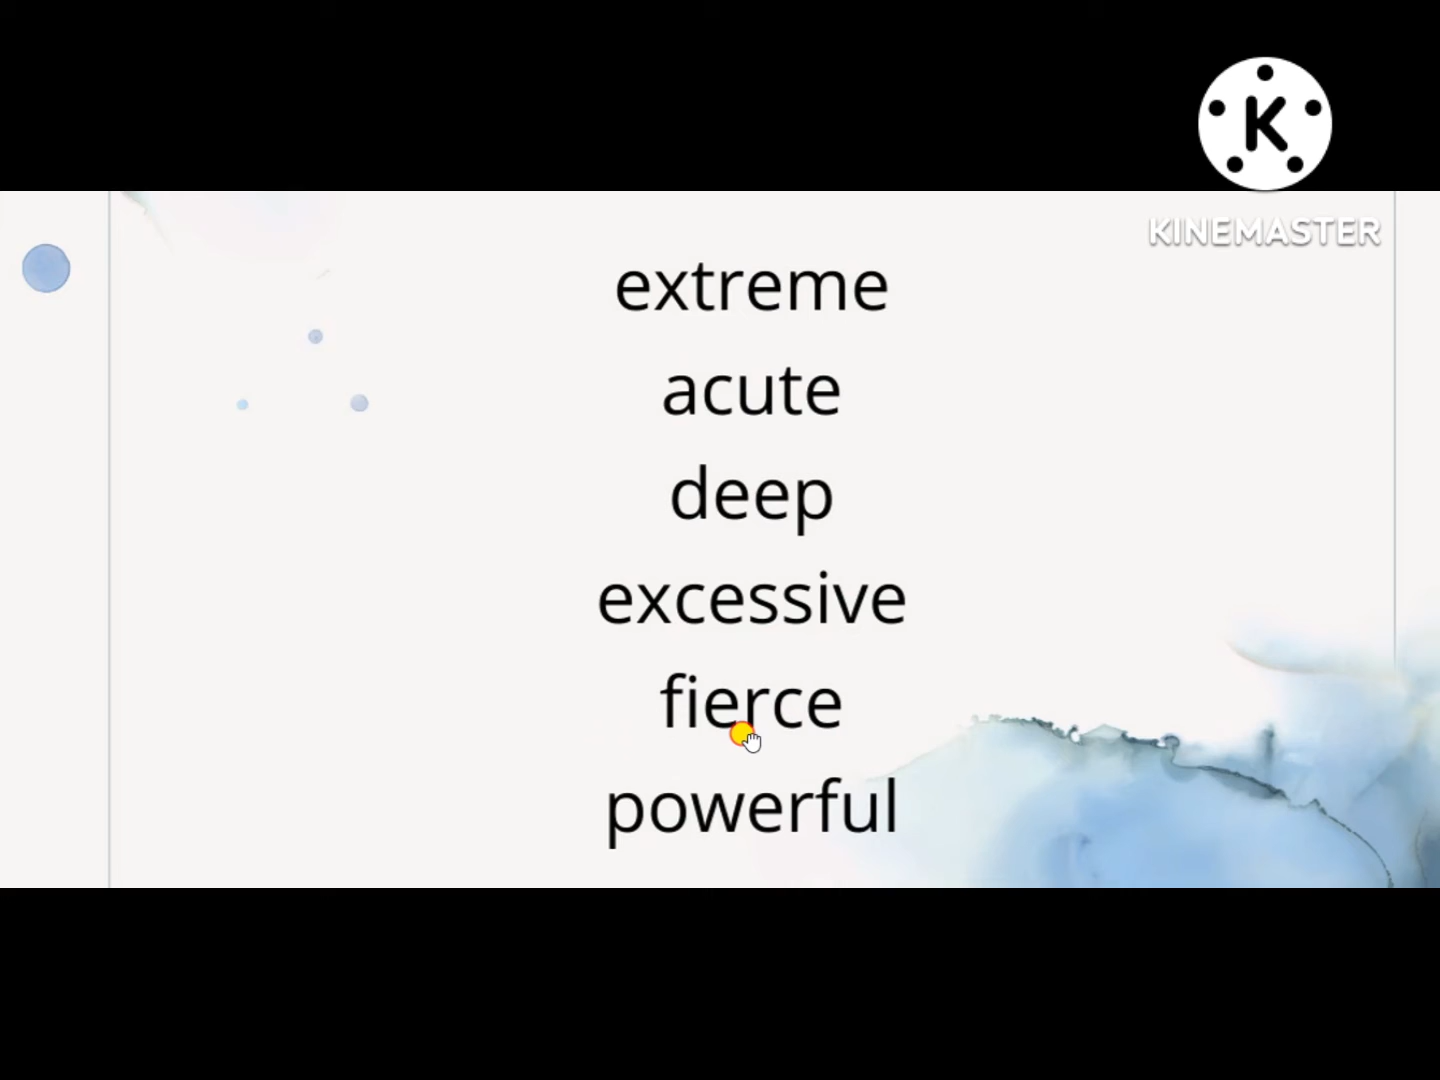 K
KINEMASTER
extreme
acute
deep
excessive
fierce
powerful